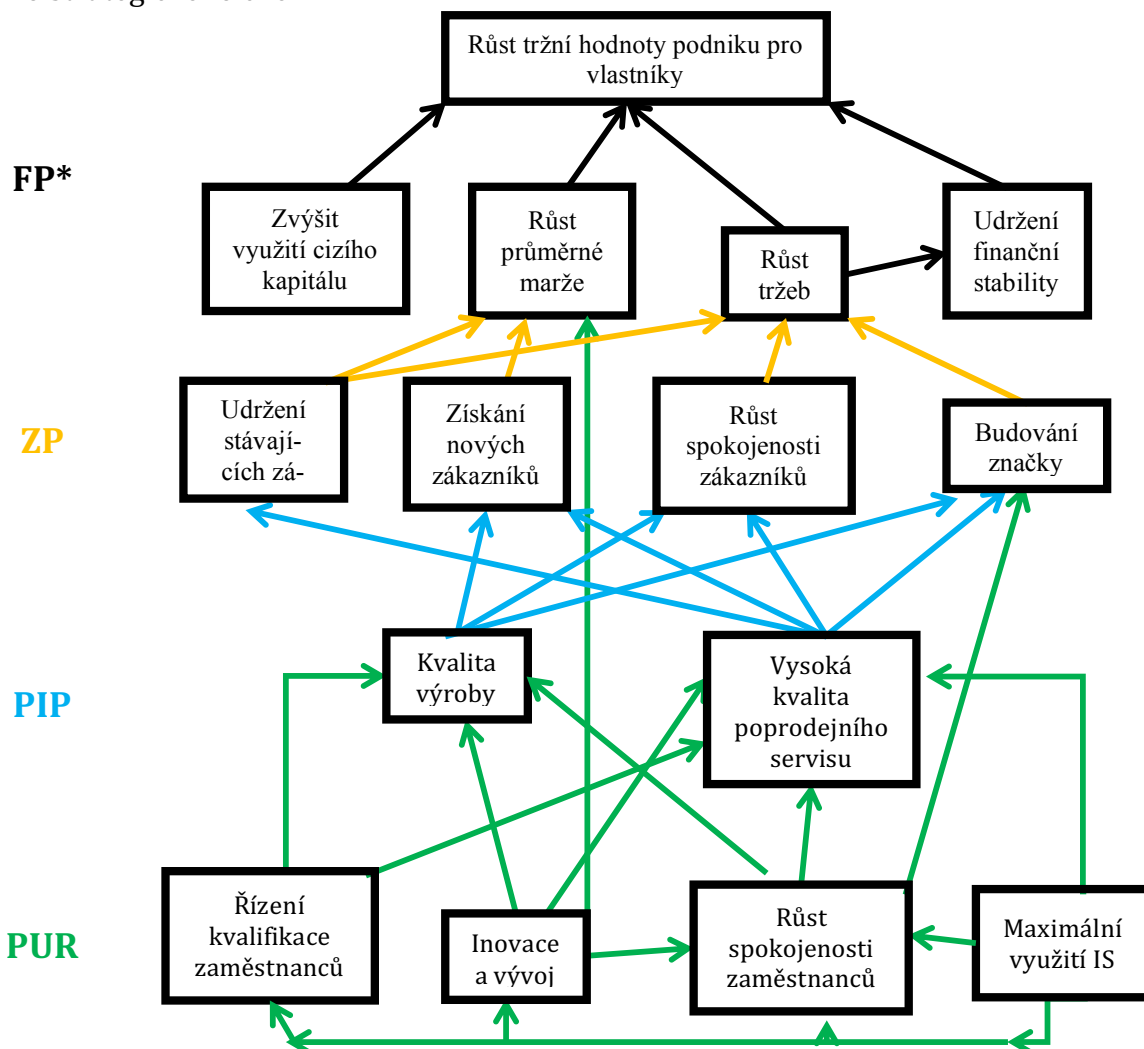 Růst tržní hodnoty podniku pro
vlastníky
FP*
Zvýšit
využití cizího
kapitálu
Růst
průměrné
marže
Růst
tržeb
Udržení
finanční
stability
ZP
Udržení
stávají-
cích zá-
Získání
nových
zákazníků
Růst
spokojenosti
zákazníků
Budování
značky
PIP
Kvalita
výroby
Vysoká
kvalita
poprodejního
servisu
PUR
Řízení
kvalifikace
zaměstnanců
Inovace
a vývoj
Růst
spokojenosti
zaměstnanců
Maximální
využití IS